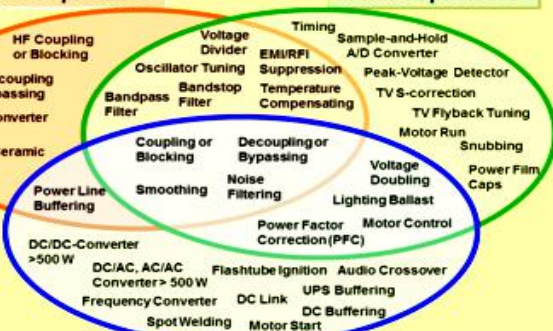 HF Coupling
or Blocking
coupling
passing
onverter
eramic
Voltage
Divider
Oscillator Tuning
EMI/RFI
Suppression
Bandpass
Filter
Bandstop
Filter
Temperature
Compensating
Timing
Sample-and-Hold
A/D Converter
Peak-Voltage Detector
TV S-correction
TV Flyback Tuning
Motor Run
Snubbing
Power Film
Caps
Coupling or
Blocking
Decoupling or
Bypassing
Smoothing
Noise
Filtering
Power Line
Buffering
Voltage
Doubling
Lighting Ballast
Power Factor
Correction (PFC)
Motor Control
DC/DC-Converter
>500 W
DC/AC, AC/AC
Converter > 500 W
Flashtube Ignition
Audio Crossover
Frequency Converter
DC Link
UPS Buffering
DC Buffering
Spot Welding
Motor Start